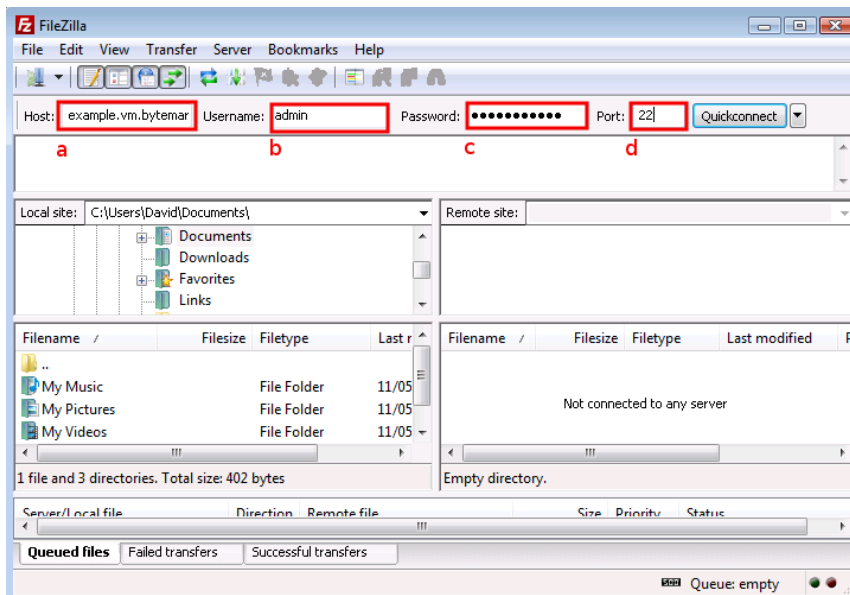 FileZilla
File Edit View Transfer Server Bookmarks Help
Host: example.vm.bytemar Username: admin Password: ●●●●●●●●●●● Port: 22 Quickconnect
a b c d
Local site: C:\Users\David\Documents\ Remote site:
Documents
Downloads
Favorites
Links
Filename / Filesize Filetype Last r Filename / Filesize Filetype Last modified
..
My Music File Folder 11/05
My Pictures File Folder 11/05
My Videos File Folder 11/05
Not connected to any server
1 file and 3 directories. Total size: 402 bytes Empty directory.
Server/Local file Direction Remote file Size Priority Status
Queued files Failed transfers Successful transfers
Queue: empty